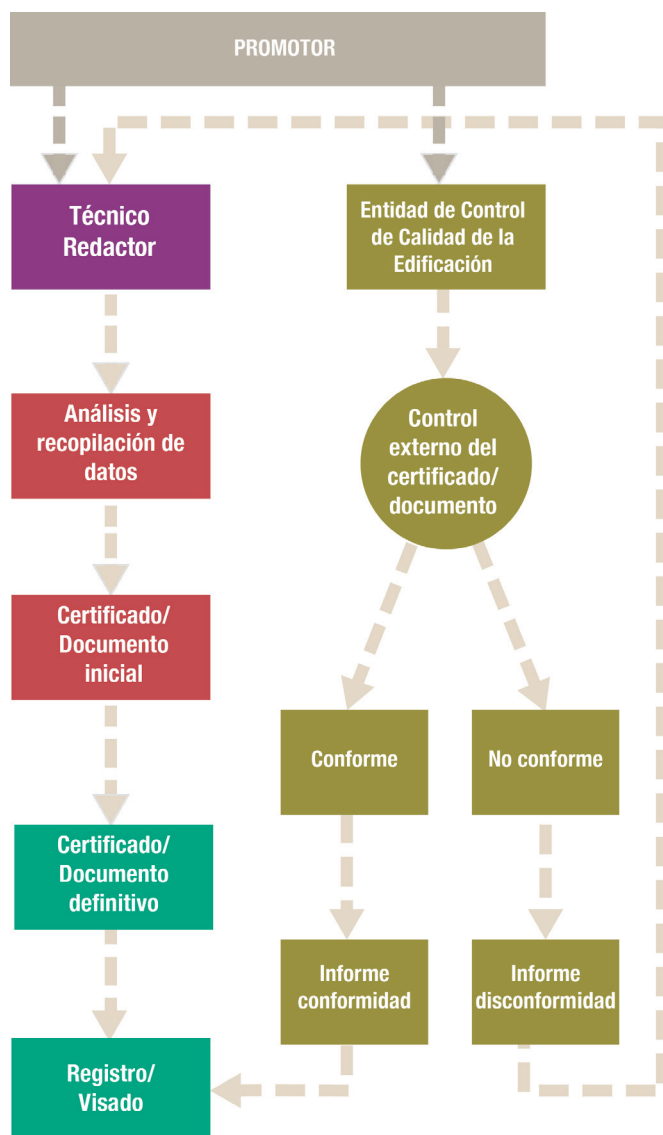 PROMOTOR
Técnico
Redactor
Entidad de Control
de Calidad de la
Edificación
Análisis y
recopilación de
datos
Control
externo del
certificado/
documento
Certificado/
Documento
inicial
Conforme
No conforme
Certificado/
Documento
definitivo
Informe
conformidad
Informe
disconformidad
Registro/
Visado